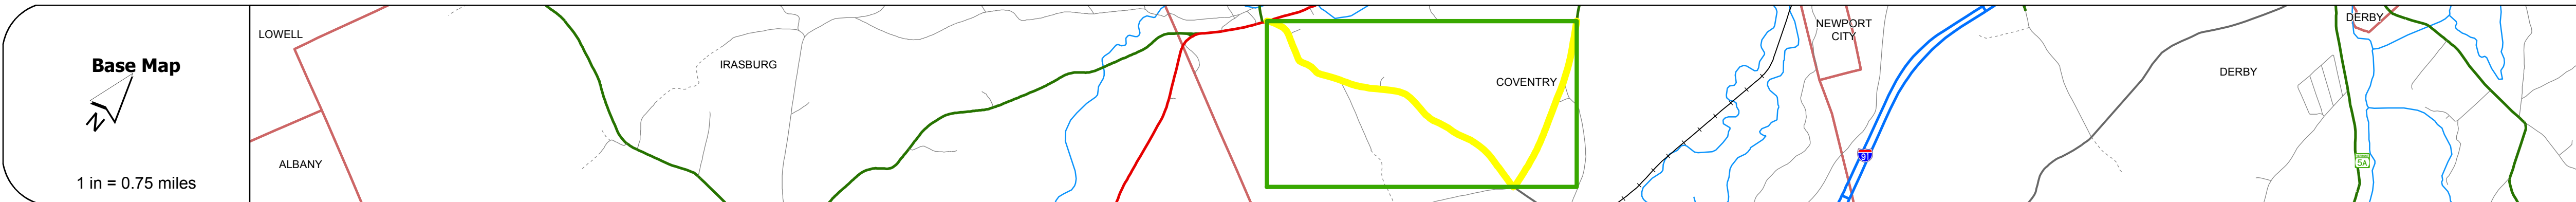 Base Map
N
1 in = 0.75 miles
LOWELL
ALBANY
IRASBURG
COVENTRY
NEWPORT
CITY
91
DERBY
DERBY
5A